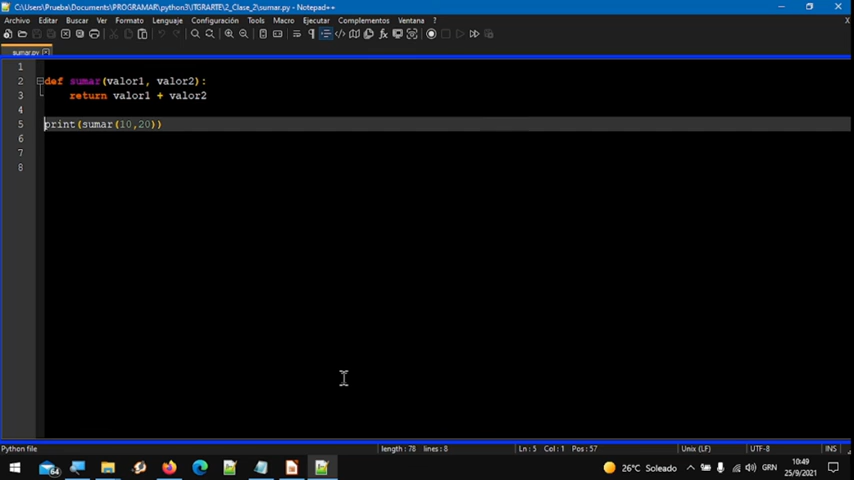 C:\Users\Prueba\Documents\PROGRAMAR\python3\ITGRARTE\2_Clase_2\sumar.py - Notepad++
Archivo Editar Buscar Ver Formato Lenguaje Configuración Tools Macro Ejecutar Complementos Ventana ? X
sumar.py
1
2 def sumar(valor1, valor2):
3 return valor1 + valor2
4
5 print(sumar(10,20))
6
7
8
Python file length: 78 lines: 8 Ln: 5 Col: 1 Pos: 57 Unix (LF) UTF-8 INS
64 26°C Soleado GRN 10:49
25/9/2021